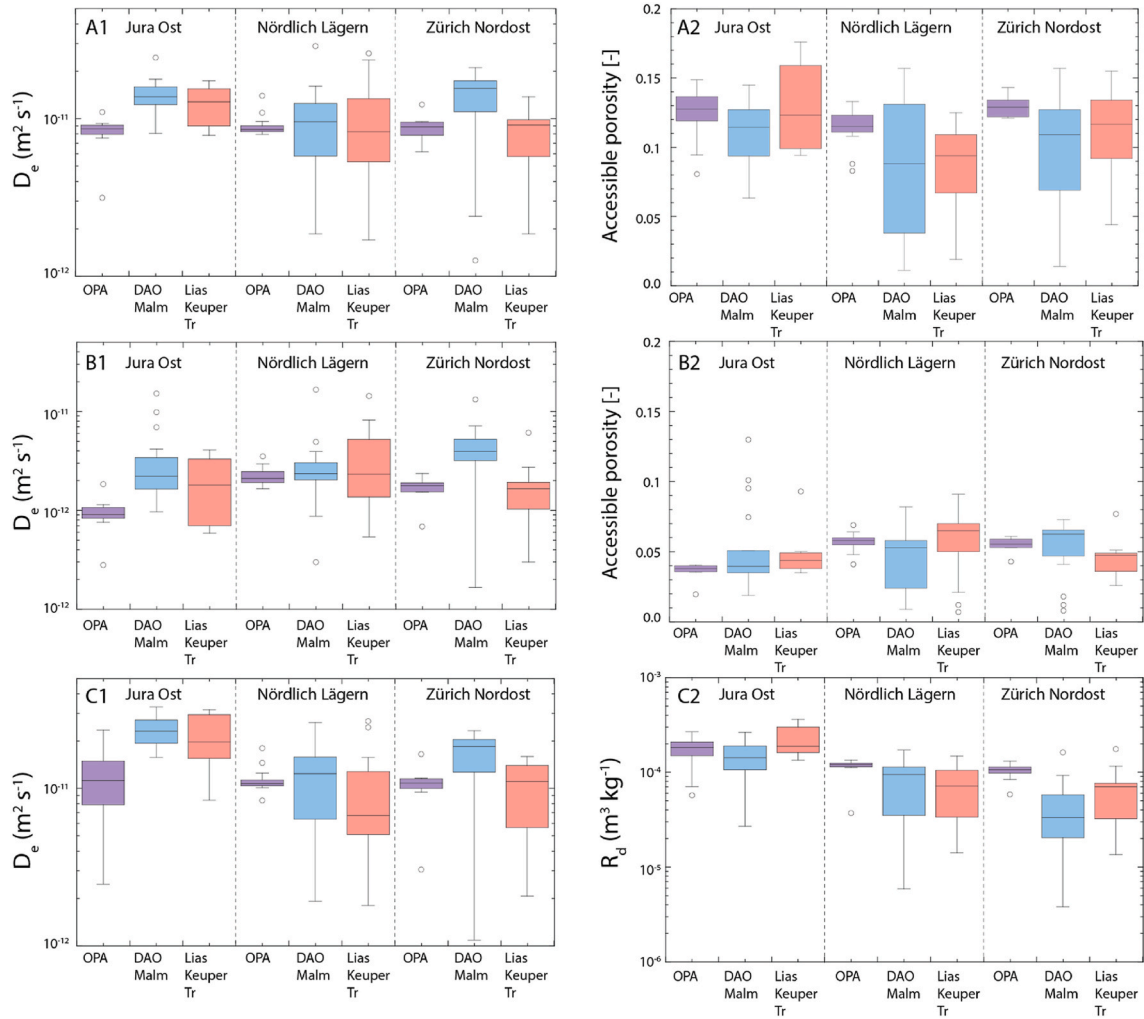 A1 Jura Ost Nördlich Lägern Zürich Nordost
Dₑ (m² s⁻¹)
10⁻¹¹
10⁻¹²
OPA DAO Lias OPA DAO Lias OPA DAO Lias
Malm Keuper Malm Keuper Malm Keuper
Tr Tr Tr
A2 Jura Ost Nördlich Lägern Zürich Nordost
Accessible porosity [-]
0.2
0.15
0.1
0.05
0.0
OPA DAO Lias OPA DAO Lias OPA DAO Lias
Malm Keuper Malm Keuper Malm Keuper
Tr Tr Tr
B1 Jura Ost Nördlich Lägern Zürich Nordost
Dₑ (m² s⁻¹)
10⁻¹¹
10⁻¹²
10⁻¹²
OPA DAO Lias OPA DAO Lias OPA DAO Lias
Malm Keuper Malm Keuper Malm Keuper
Tr Tr Tr
B2 Jura Ost Nördlich Lägern Zürich Nordost
Accessible porosity [-]
0.2
0.15
0.1
0.05
0.0
OPA DAO Lias OPA DAO Lias OPA DAO Lias
Malm Keuper Malm Keuper Malm Keuper
Tr Tr Tr
C1 Jura Ost Nördlich Lägern Zürich Nordost
Dₑ (m² s⁻¹)
10⁻¹¹
10⁻¹²
OPA DAO Lias OPA DAO Lias OPA DAO Lias
Malm Keuper Malm Keuper Malm Keuper
Tr Tr Tr
C2 Jura Ost Nördlich Lägern Zürich Nordost
R_d (m³ kg⁻¹)
10⁻³
10⁻⁴
10⁻⁵
10⁻⁶
OPA DAO Lias OPA DAO Lias OPA DAO Lias
Malm Keuper Malm Keuper Malm Keuper
Tr Tr Tr